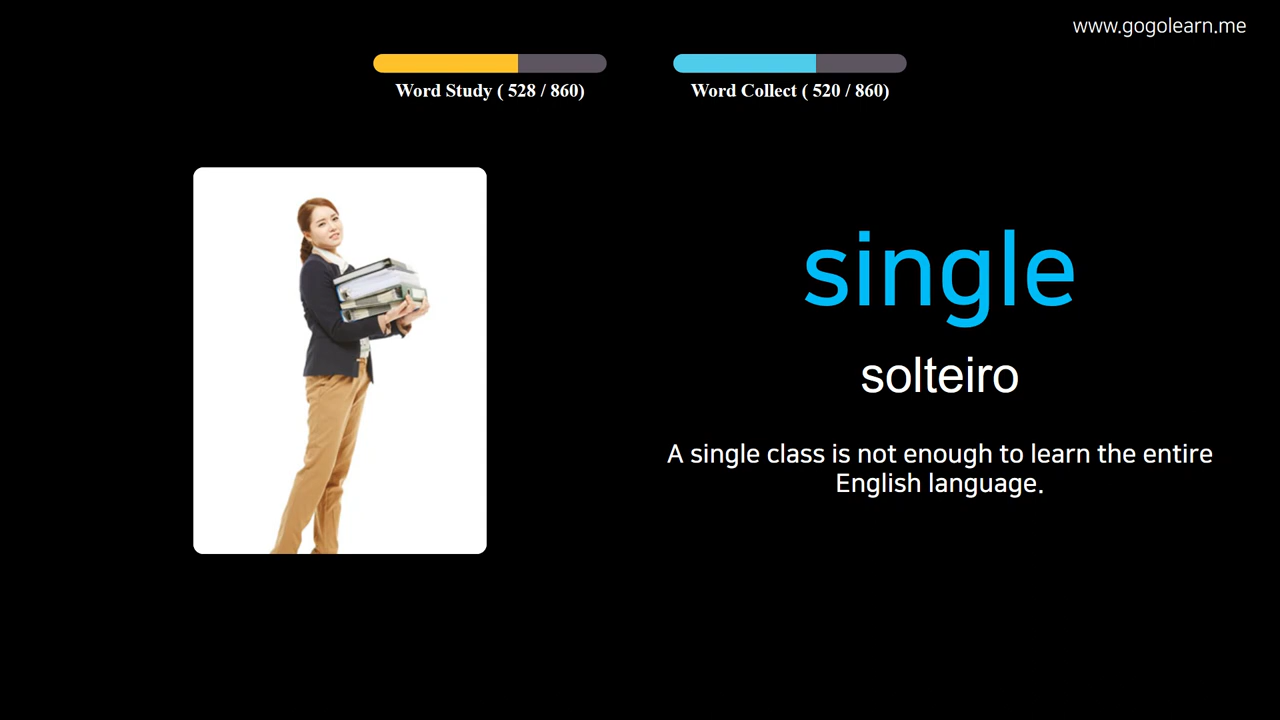 www.gogolearn.me
Word Study ( 528 / 860)
Word Collect ( 520 / 860)
single
solteiro
A single class is not enough to learn the entire
English language.